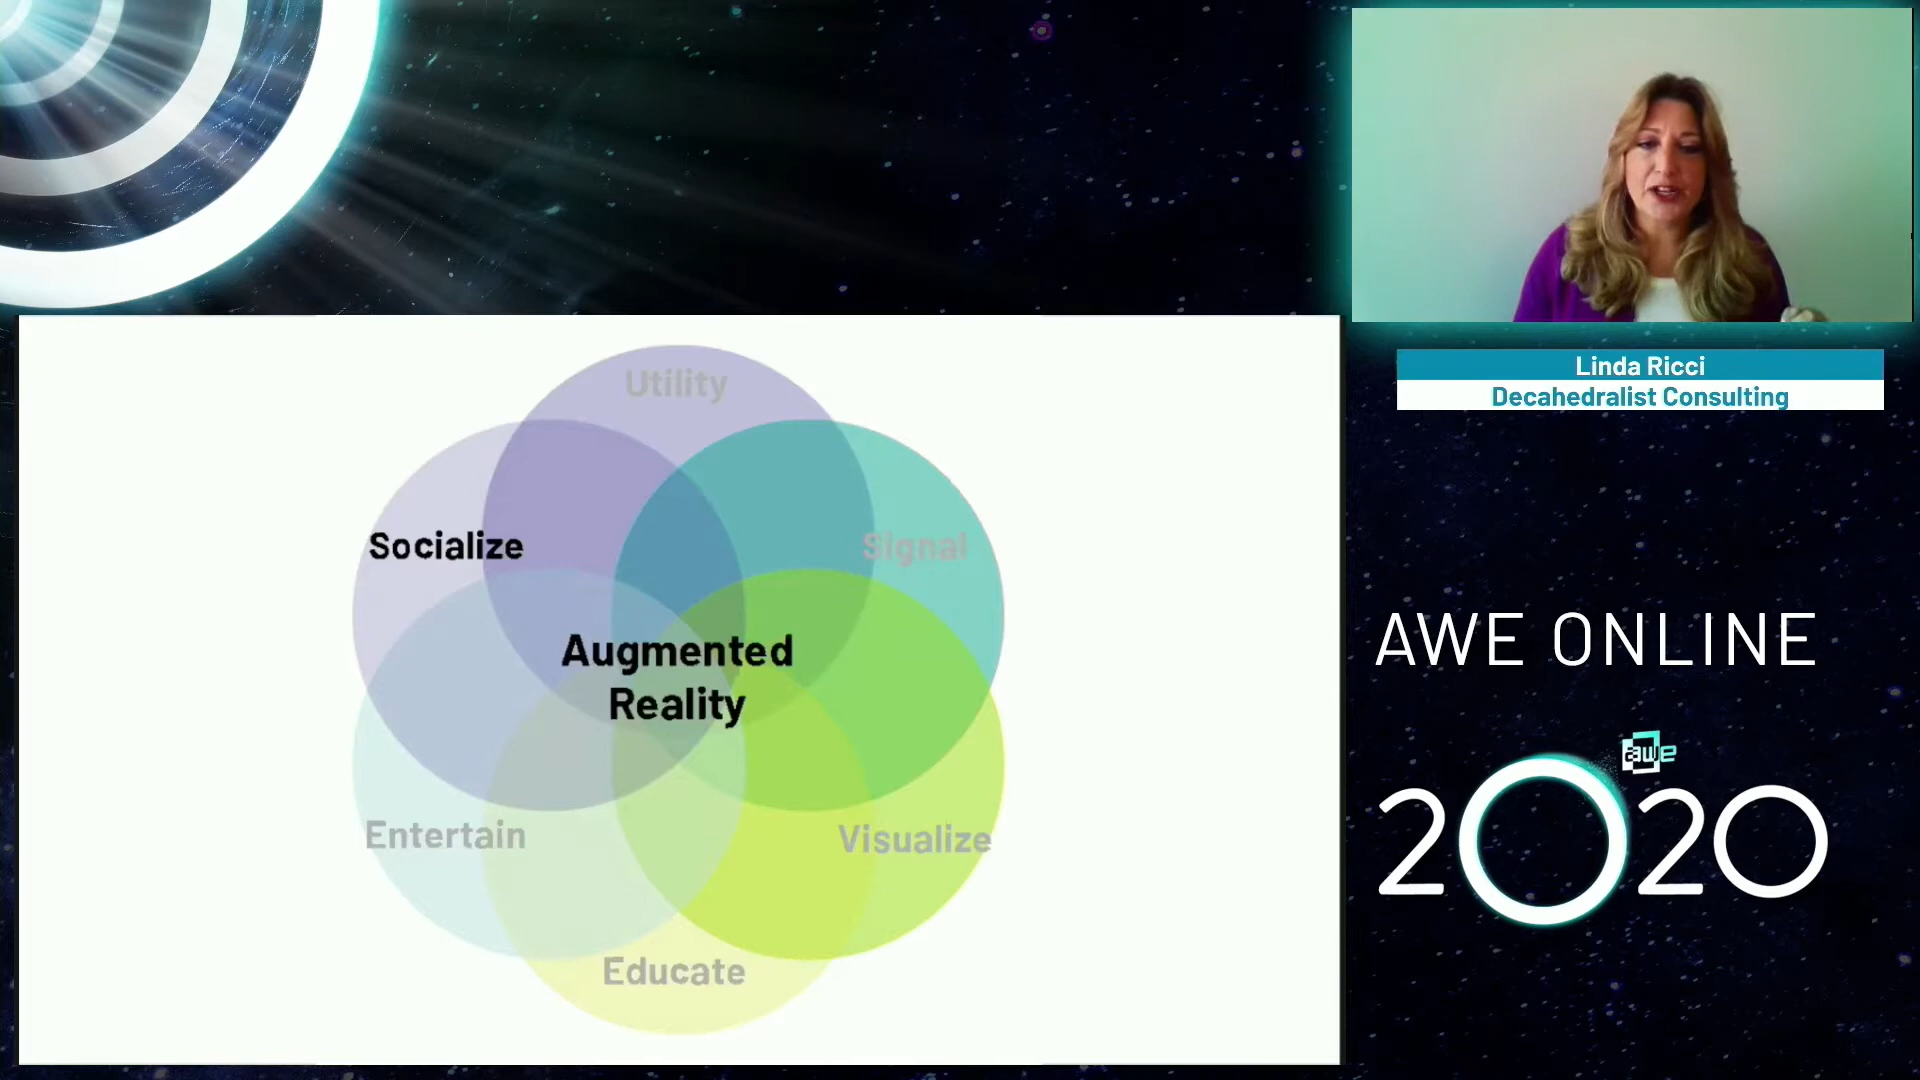 Utility
Socialize
Signal
Augmented
Reality
Entertain
Visualize
Educate
Linda Ricci
Decahedralist Consulting
AWE ONLINE
awe
2020